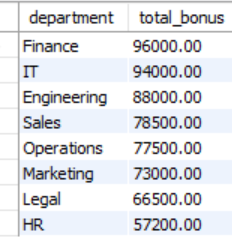 department total_bonus
Finance 96000.00
IT 94000.00
Engineering 88000.00
Sales 78500.00
Operations 77500.00
Marketing 73000.00
Legal 66500.00
HR 57200.00